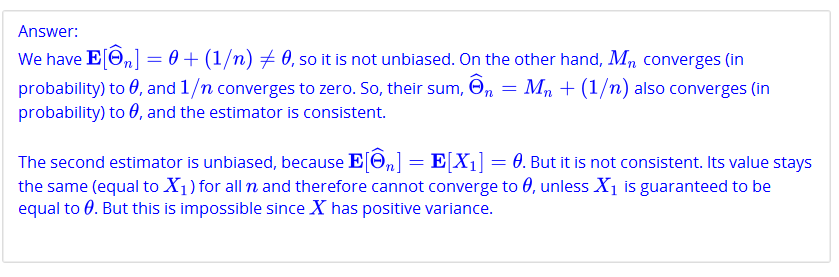 Answer:
We have E[Θ̂ₙ] = θ + (1/n) ≠ θ, so it is not unbiased. On the other hand, Mₙ converges (in
probability) to θ, and 1/n converges to zero. So, their sum, Θ̂ₙ = Mₙ + (1/n) also converges (in
probability) to θ, and the estimator is consistent.
The second estimator is unbiased, because E[Θ̂ₙ] = E[X₁] = θ. But it is not consistent. Its value stays
the same (equal to X₁) for all n and therefore cannot converge to θ, unless X₁ is guaranteed to be
equal to θ. But this is impossible since X has positive variance.